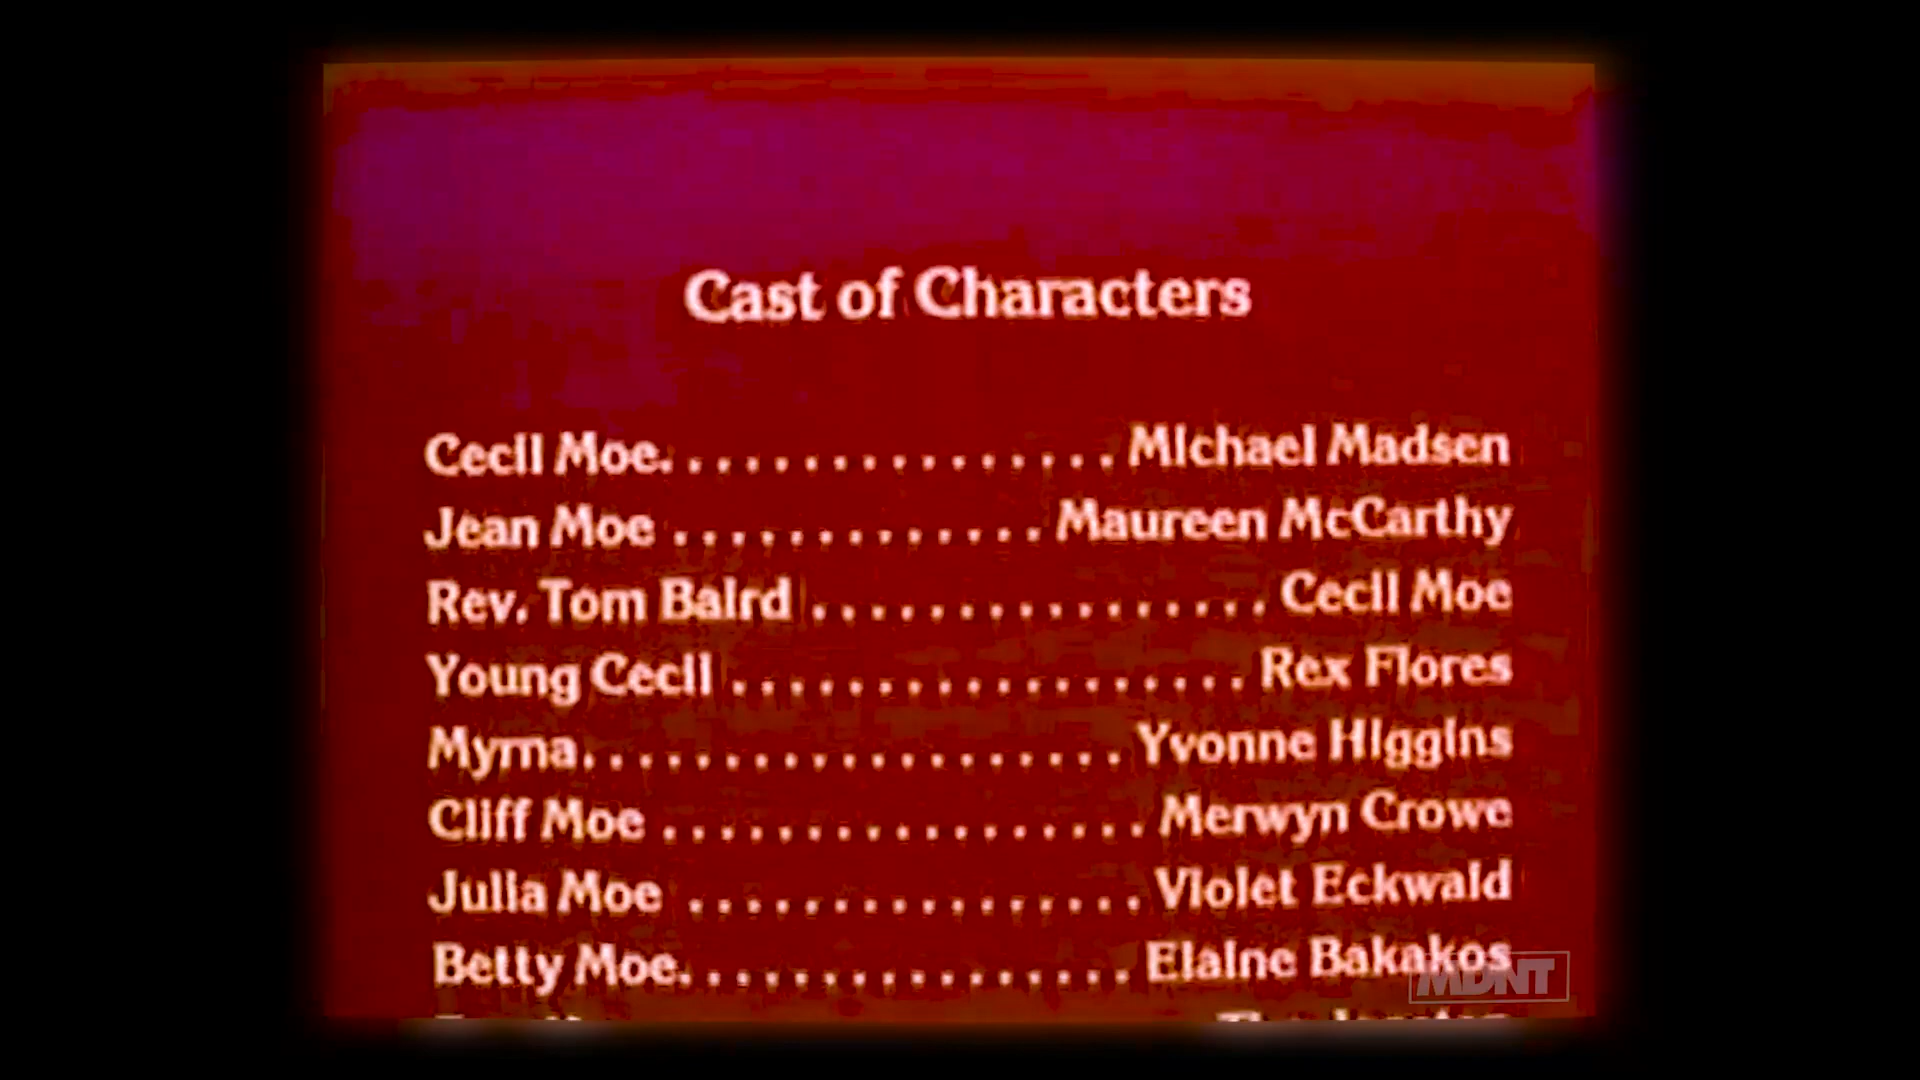 Cast of Characters
Cecil Moe................Michael Madsen
Jean Moe .............Maureen McCarthy
Rev. Tom Baird ................Cecil Moe
Young Cecil ..................Rex Flores
Myrna...................Yvonne Higgins
Cliff Moe .................Merwyn Crowe
Julia Moe ................Violet Eckwald
Betty Moe................Elaine Bakakos
MDNT